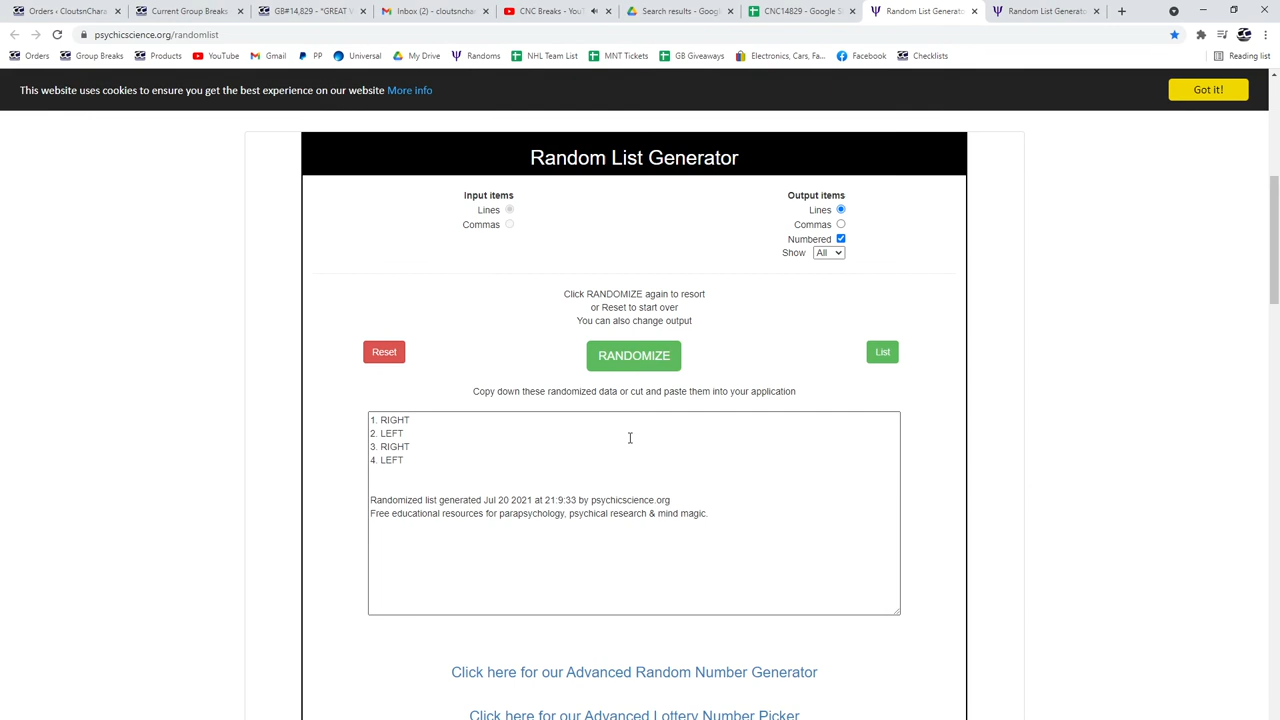 Orders ‹ CloutsnChara
Current Group Breaks
GB#14,829 - *GREAT V
Inbox (2) - cloutsnchar
CNC Breaks - YouT
Search results - Googl
CNC14829 - Google S
Random List Generator
Random List Generator
psychicscience.org/randomlist
Orders
Group Breaks
Products
YouTube
Gmail
PP
Universal
My Drive
Randoms
NHL Team List
MNT Tickets
GB Giveaways
Electronics, Cars, Fa...
Facebook
Checklists
Reading list
This website uses cookies to ensure you get the best experience on our website More info
Got it!
Random List Generator
Input items
Output items
Lines
Lines
Commas
Commas
Numbered
Show All
Click RANDOMIZE again to resort
or Reset to start over
You can also change output
Reset
RANDOMIZE
List
Copy down these randomized data or cut and paste them into your application
1. RIGHT
2. LEFT
3. RIGHT
4. LEFT
Randomized list generated Jul 20 2021 at 21:9:33 by psychicscience.org
Free educational resources for parapsychology, psychical research & mind magic.
Click here for our Advanced Random Number Generator
Click here for our Advanced Lottery Number Picker